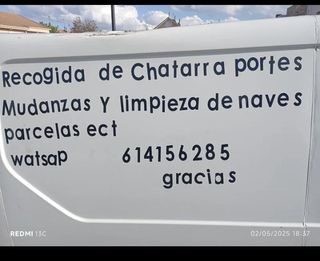 Recogida de Chatarra portes
Mudanzas Y limpieza de naves
parcelas ect
watsap 614156285
gracias
REDMI 13C
02/05/2025 18:37